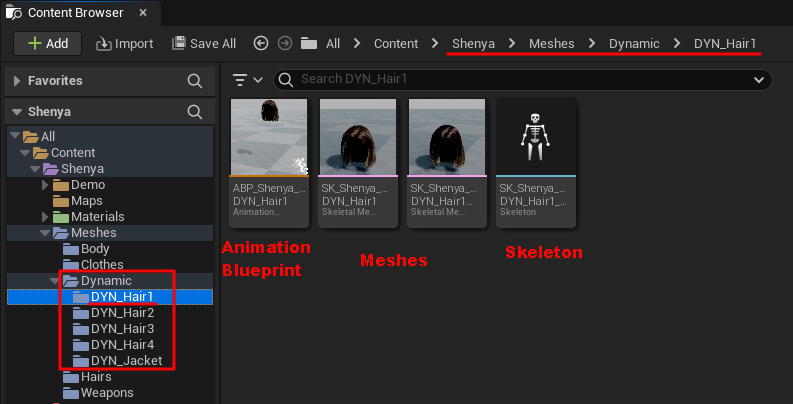 Content Browser
Add
Import
Save All
All
Content
Shenya
Meshes
Dynamic
DYN_Hair1
Favorites
Shenya
All
Content
Shenya
Demo
Maps
Materials
Meshes
Body
Clothes
Dynamic
DYN_Hair1
DYN_Hair2
DYN_Hair3
DYN_Hair4
DYN_Jacket
Hairs
Weapons
Search DYN_Hair1
ABP_Shenya_...
DYN_Hair1
Animation...
SK_Shenya_...
DYN_Hair1
Skeletal Me...
SK_Shenya_...
DYN_Hair1...
Skeletal Me...
SK_Shenya_...
DYN_Hair1_...
Skeleton
Animation
Blueprint
Meshes
Skeleton